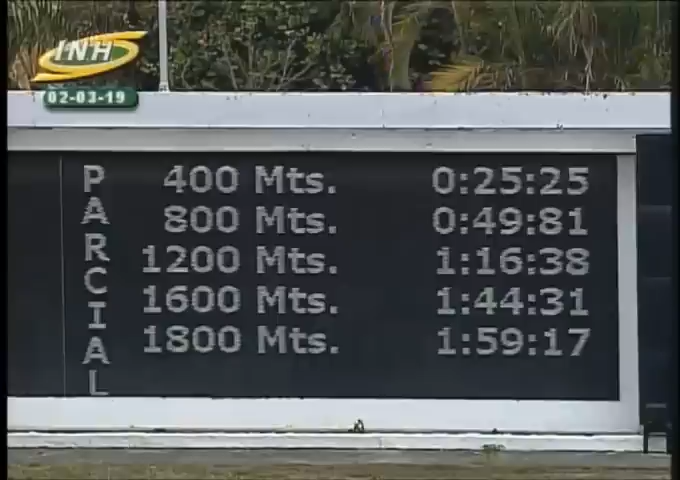 INH
02-03-19
PARCIAL
400 Mts. 0:25:25
800 Mts. 0:49:81
1200 Mts. 1:16:38
1600 Mts. 1:44:31
1800 Mts. 1:59:17